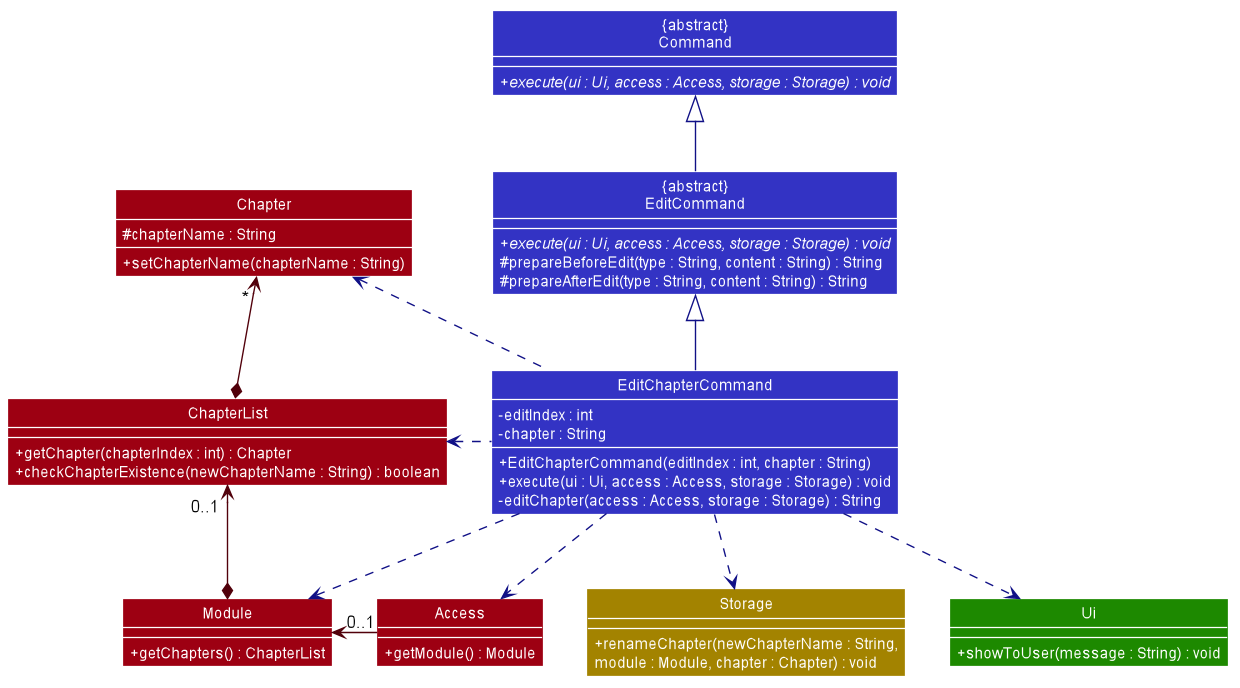 {abstract}
Command
+execute(ui : Ui, access : Access, storage : Storage) : void
{abstract}
EditCommand
+execute(ui : Ui, access : Access, storage : Storage) : void
#prepareBeforeEdit(type : String, content : String) : String
#prepareAfterEdit(type : String, content : String) : String
Chapter
#chapterName : String
+setChapterName(chapterName : String)
*
EditChapterCommand
-editIndex : int
-chapter : String
+EditChapterCommand(editIndex : int, chapter : String)
+execute(ui : Ui, access : Access, storage : Storage) : void
-editChapter(access : Access, storage : Storage) : String
ChapterList
+getChapter(chapterIndex : int) : Chapter
+checkChapterExistence(newChapterName : String) : boolean
0..1
Module
+getChapters() : ChapterList
0..1
Access
+getModule() : Module
Storage
+renameChapter(newChapterName : String,
module : Module, chapter : Chapter) : void
Ui
+showToUser(message : String) : void